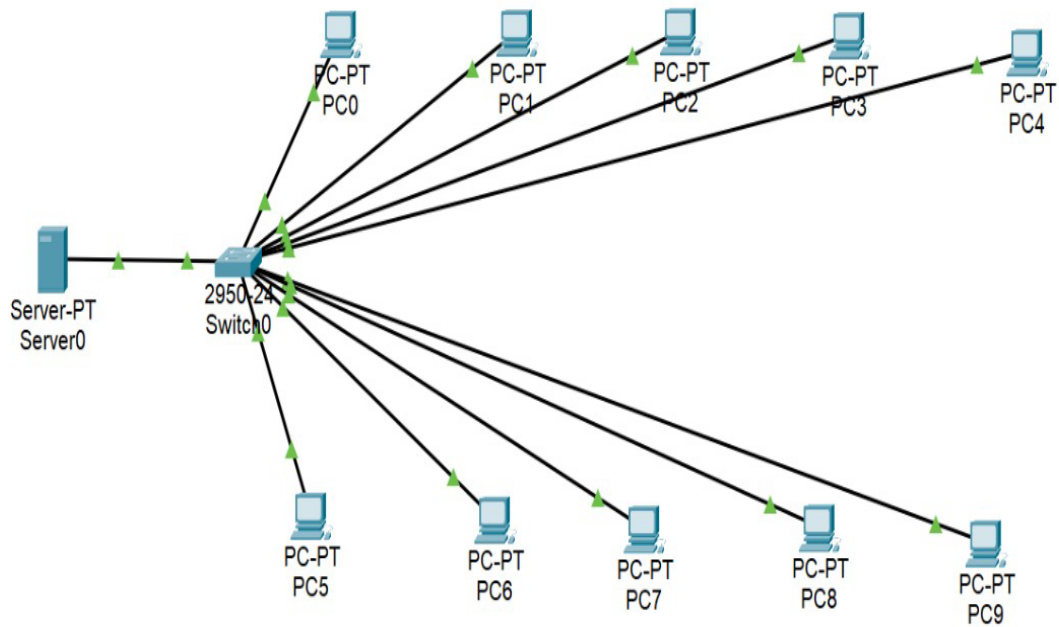 PC-PT
PC0
PC-PT
PC1
PC-PT
PC2
PC-PT
PC3
PC-PT
PC4
Server-PT
Server0
2950-24
Switch0
PC-PT
PC5
PC-PT
PC6
PC-PT
PC7
PC-PT
PC8
PC-PT
PC9